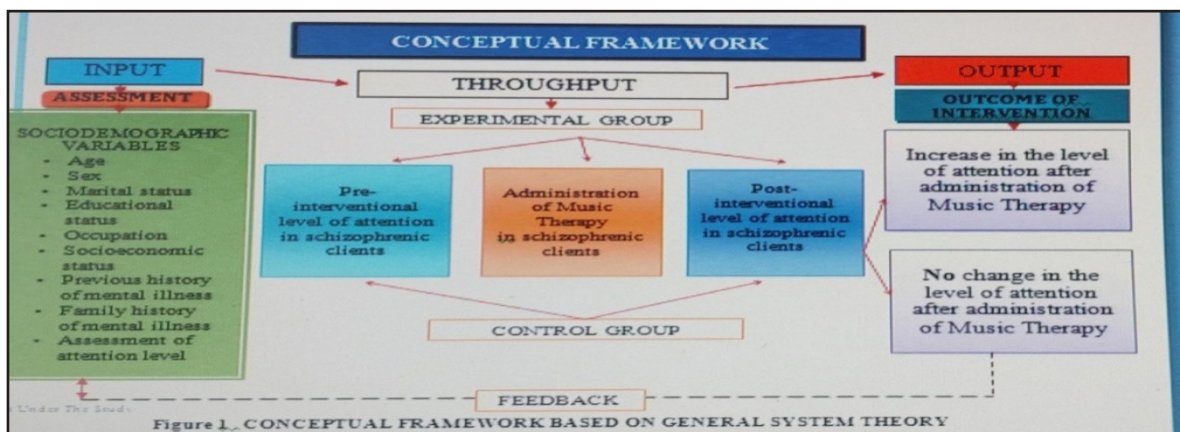 CONCEPTUAL FRAMEWORK
INPUT
ASSESSMENT
SOCIODEMOGRAPHIC
VARIABLES
- Age
- Sex
- Marital status
- Educational
status
- Occupation
- Socioeconomic
status
- Previous history
of mental illness
- Family history
of mental illness
- Assessment of
attention level
THROUGHPUT
EXPERIMENTAL GROUP
Pre-
interventional
level of attention
in schizophrenic
clients
Administration
of Music
Therapy
in schizophrenic
clients
Post-
interventional
level of attention
in schizophrenic
clients
CONTROL GROUP
OUTPUT
OUTCOME OF
INTERVENTION
Increase in the level
of attention after
administration of
Music Therapy
No change in the
level of attention
after administration
of Music Therapy
FEEDBACK
Under The Study
Figure 1. CONCEPTUAL FRAMEWORK BASED ON GENERAL SYSTEM THEORY